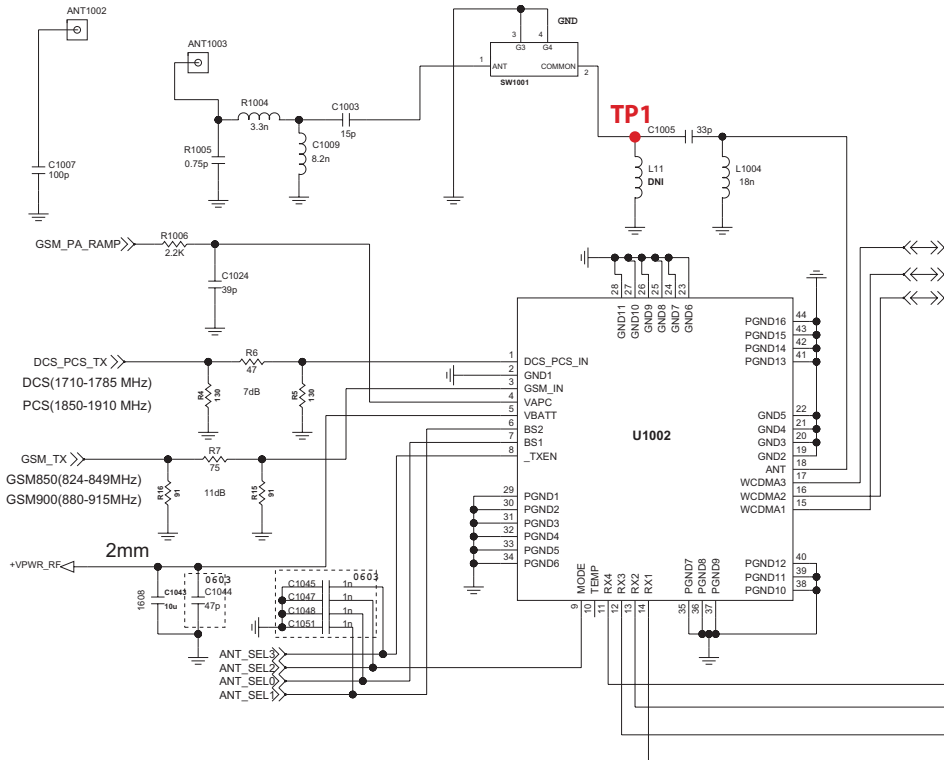 ANT1002
ANT1003
GND
3
4
G3
G4
1
ANT
COMMON
2
SW1001
TP1
R1004
3.3n
C1003
15p
C1005
33p
R1005
0.75p
C1009
8.2n
C1007
100p
L11
DNI
L1004
18n
GSM_PA_RAMP
R1006
2.2K
C1024
39p
28
27
26
25
24
23
GND11
GND10
GND9
GND8
GND7
GND6
DCS_PCS_TX
R6
47
DCS(1710-1785 MHz)
PCS(1850-1910 MHz)
R4
130
7dB
R5
130
GSM_TX
R7
75
GSM850(824-849MHz)
GSM900(880-915MHz)
R16
91
11dB
R15
91
1
DCS_PCS_IN
2
GND1
3
GSM_IN
4
VAPC
5
VBATT
6
BS2
7
BS1
8
_TXEN
U1002
PGND16
44
PGND15
43
PGND14
42
PGND13
41
GND5
22
GND4
21
GND3
20
GND2
19
ANT
18
WCDMA3
17
WCDMA2
16
WCDMA1
15
29
PGND1
30
PGND2
31
PGND3
32
PGND4
33
PGND5
34
PGND6
PGND12
40
PGND11
39
PGND10
38
MODE
TEMP
RX4
RX3
RX2
RX1
PGND7
PGND8
PGND9
9
10
11
12
13
14
35
36
37
2mm
+VPWR_RF
1608
C1043
10u
0603
C1044
47p
0603
C1045
1n
C1047
1n
C1048
1n
C1051
1n
ANT_SEL3
ANT_SEL2
ANT_SEL0
ANT_SEL1